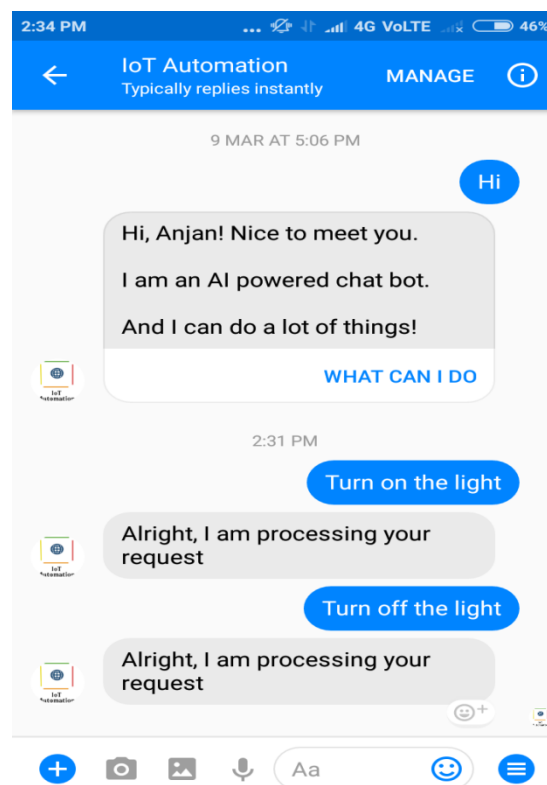 2:34 PM ... 4G VoLTE 46%
IoT Automation
Typically replies instantly
MANAGE
9 MAR AT 5:06 PM
Hi
Hi, Anjan! Nice to meet you.
I am an AI powered chat bot.
And I can do a lot of things!
WHAT CAN I DO
IoT
Automation
2:31 PM
Turn on the light
Alright, I am processing your
request
IoT
Automation
Turn off the light
Alright, I am processing your
request
IoT
Automation
Aa